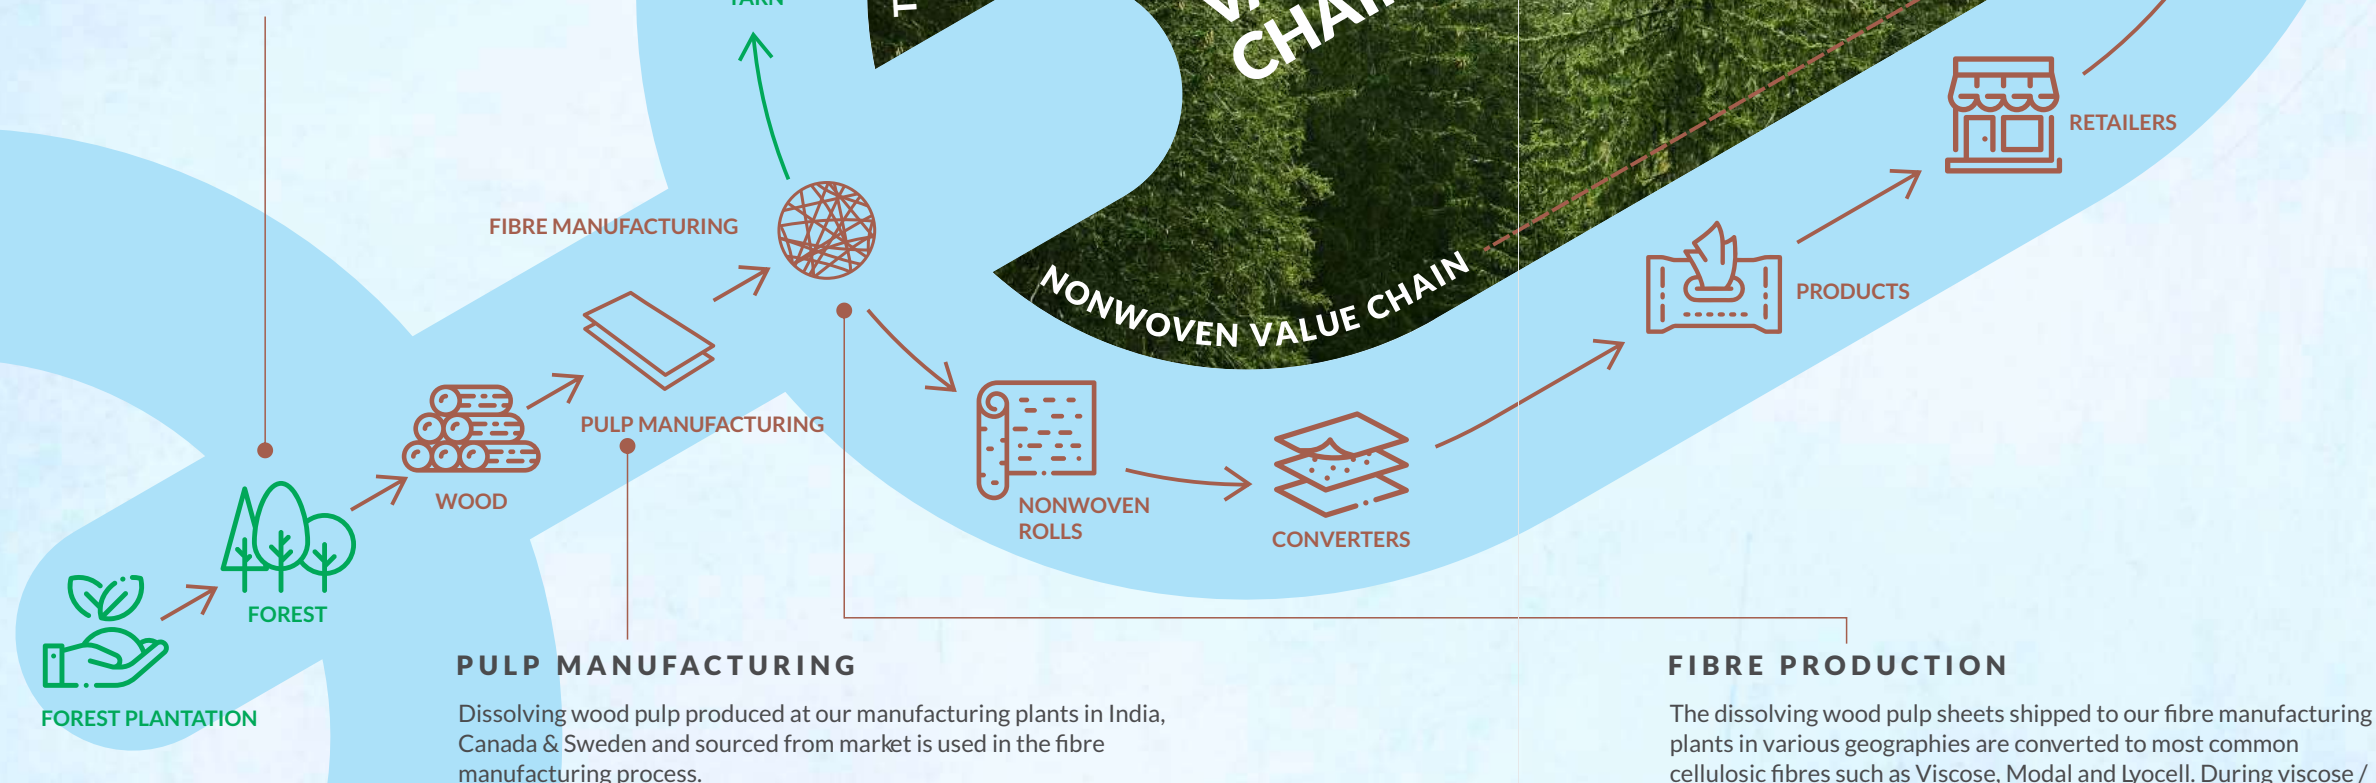 YARN
CHAIN
RETAILERS
FIBRE MANUFACTURING
NONWOVEN VALUE CHAIN
PRODUCTS
PULP MANUFACTURING
WOOD
NONWOVEN
ROLLS
CONVERTERS
FOREST
FOREST PLANTATION
PULP MANUFACTURING
Dissolving wood pulp produced at our manufacturing plants in India,
Canada & Sweden and sourced from market is used in the fibre
manufacturing process.
FIBRE PRODUCTION
The dissolving wood pulp sheets shipped to our fibre manufacturing
plants in various geographies are converted to most common
cellulosic fibres such as Viscose, Modal and Lyocell. During viscose /